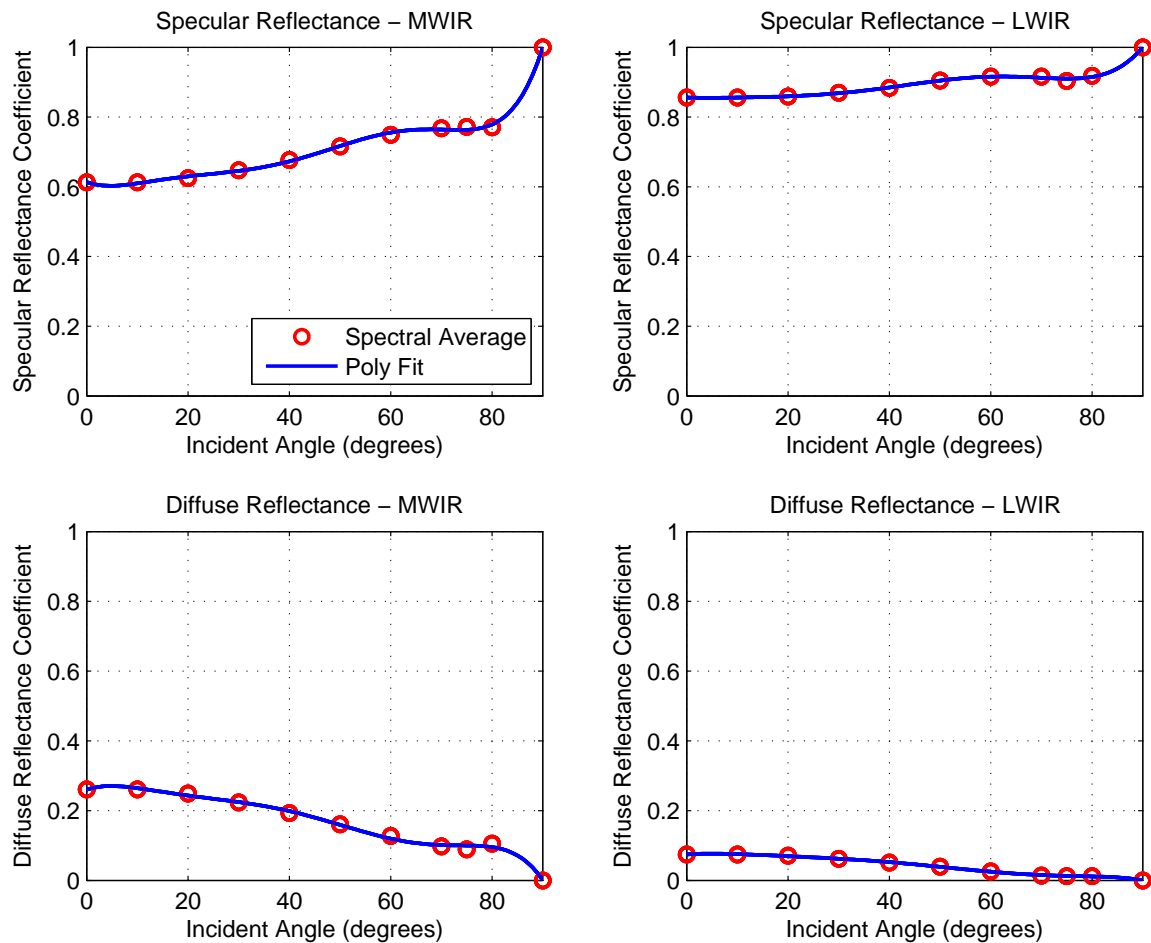 Specular Reflectance – MWIR
Specular Reflectance Coefficient
1
0.8
0.6
0.4
0.2
0
0 20 40 60 80
Incident Angle (degrees)
Spectral Average
Poly Fit
Specular Reflectance – LWIR
Specular Reflectance Coefficient
1
0.8
0.6
0.4
0.2
0
0 20 40 60 80
Incident Angle (degrees)
Diffuse Reflectance – MWIR
Diffuse Reflectance Coefficient
1
0.8
0.6
0.4
0.2
0
0 20 40 60 80
Incident Angle (degrees)
Diffuse Reflectance – LWIR
Diffuse Reflectance Coefficient
1
0.8
0.6
0.4
0.2
0
0 20 40 60 80
Incident Angle (degrees)